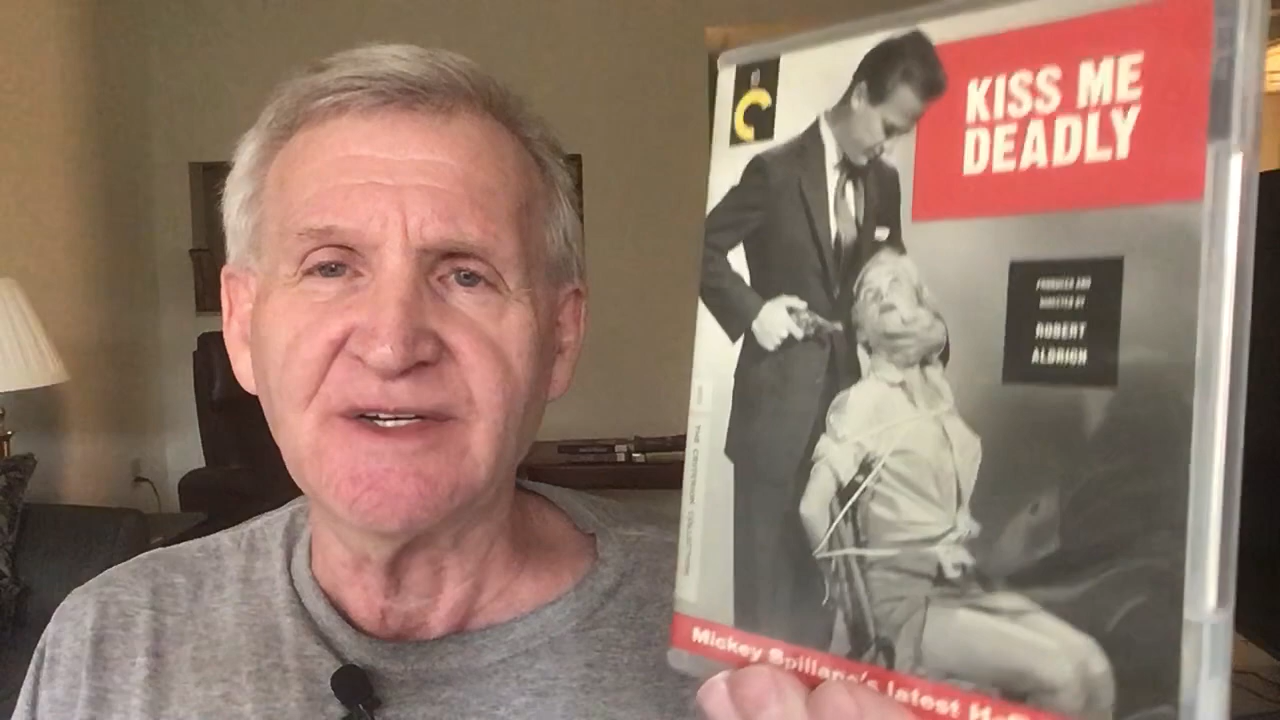 KISS ME
DEADLY
PRODUCED AND
DIRECTED BY
ROBERT
ALDRICH
THE CRITERION COLLECTION
Mickey Spillane's latest